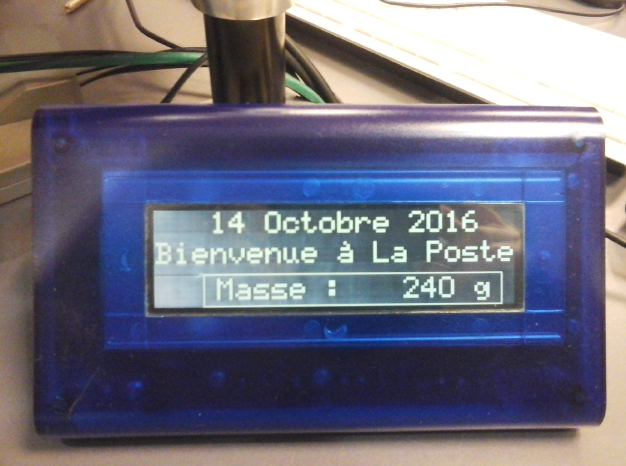 14 Octobre 2016
Bienvenue à La Poste
Masse : 240 g